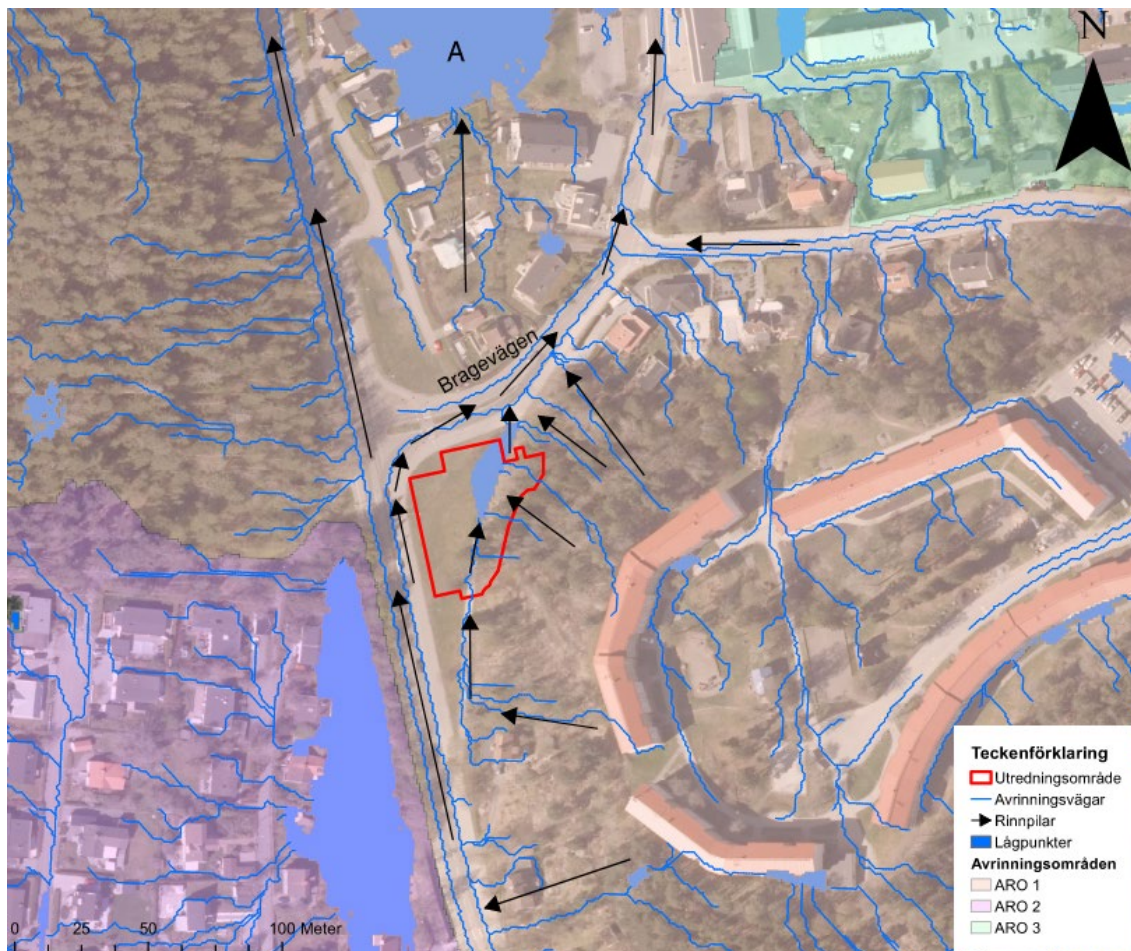 A
N
Bragevägen
Teckenförklaring
Utredningsområde
Avrinningsvägar
Rinnpilar
Lågpunkter
Avrinningsområden
ARO 1
ARO 2
ARO 3
0 25 50 100 Meter